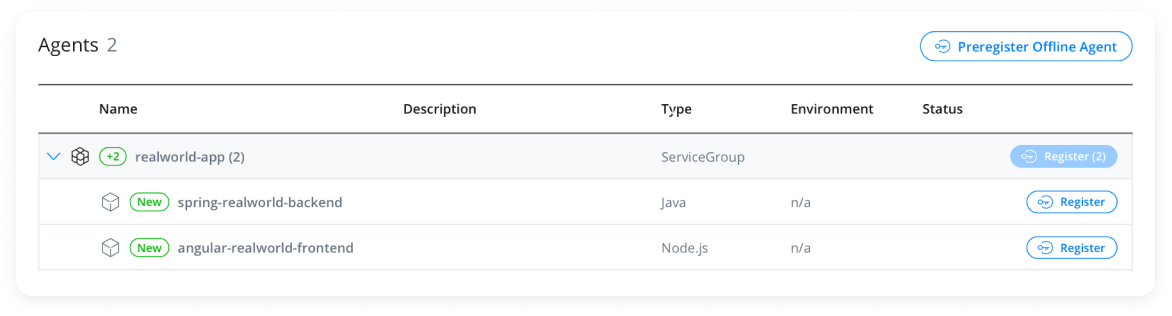 Agents 2
Preregister Offline Agent
Name Description Type Environment Status
+2 realworld-app (2) ServiceGroup Register (2)
New spring-realworld-backend Java n/a Register
New angular-realworld-frontend Node.js n/a Register